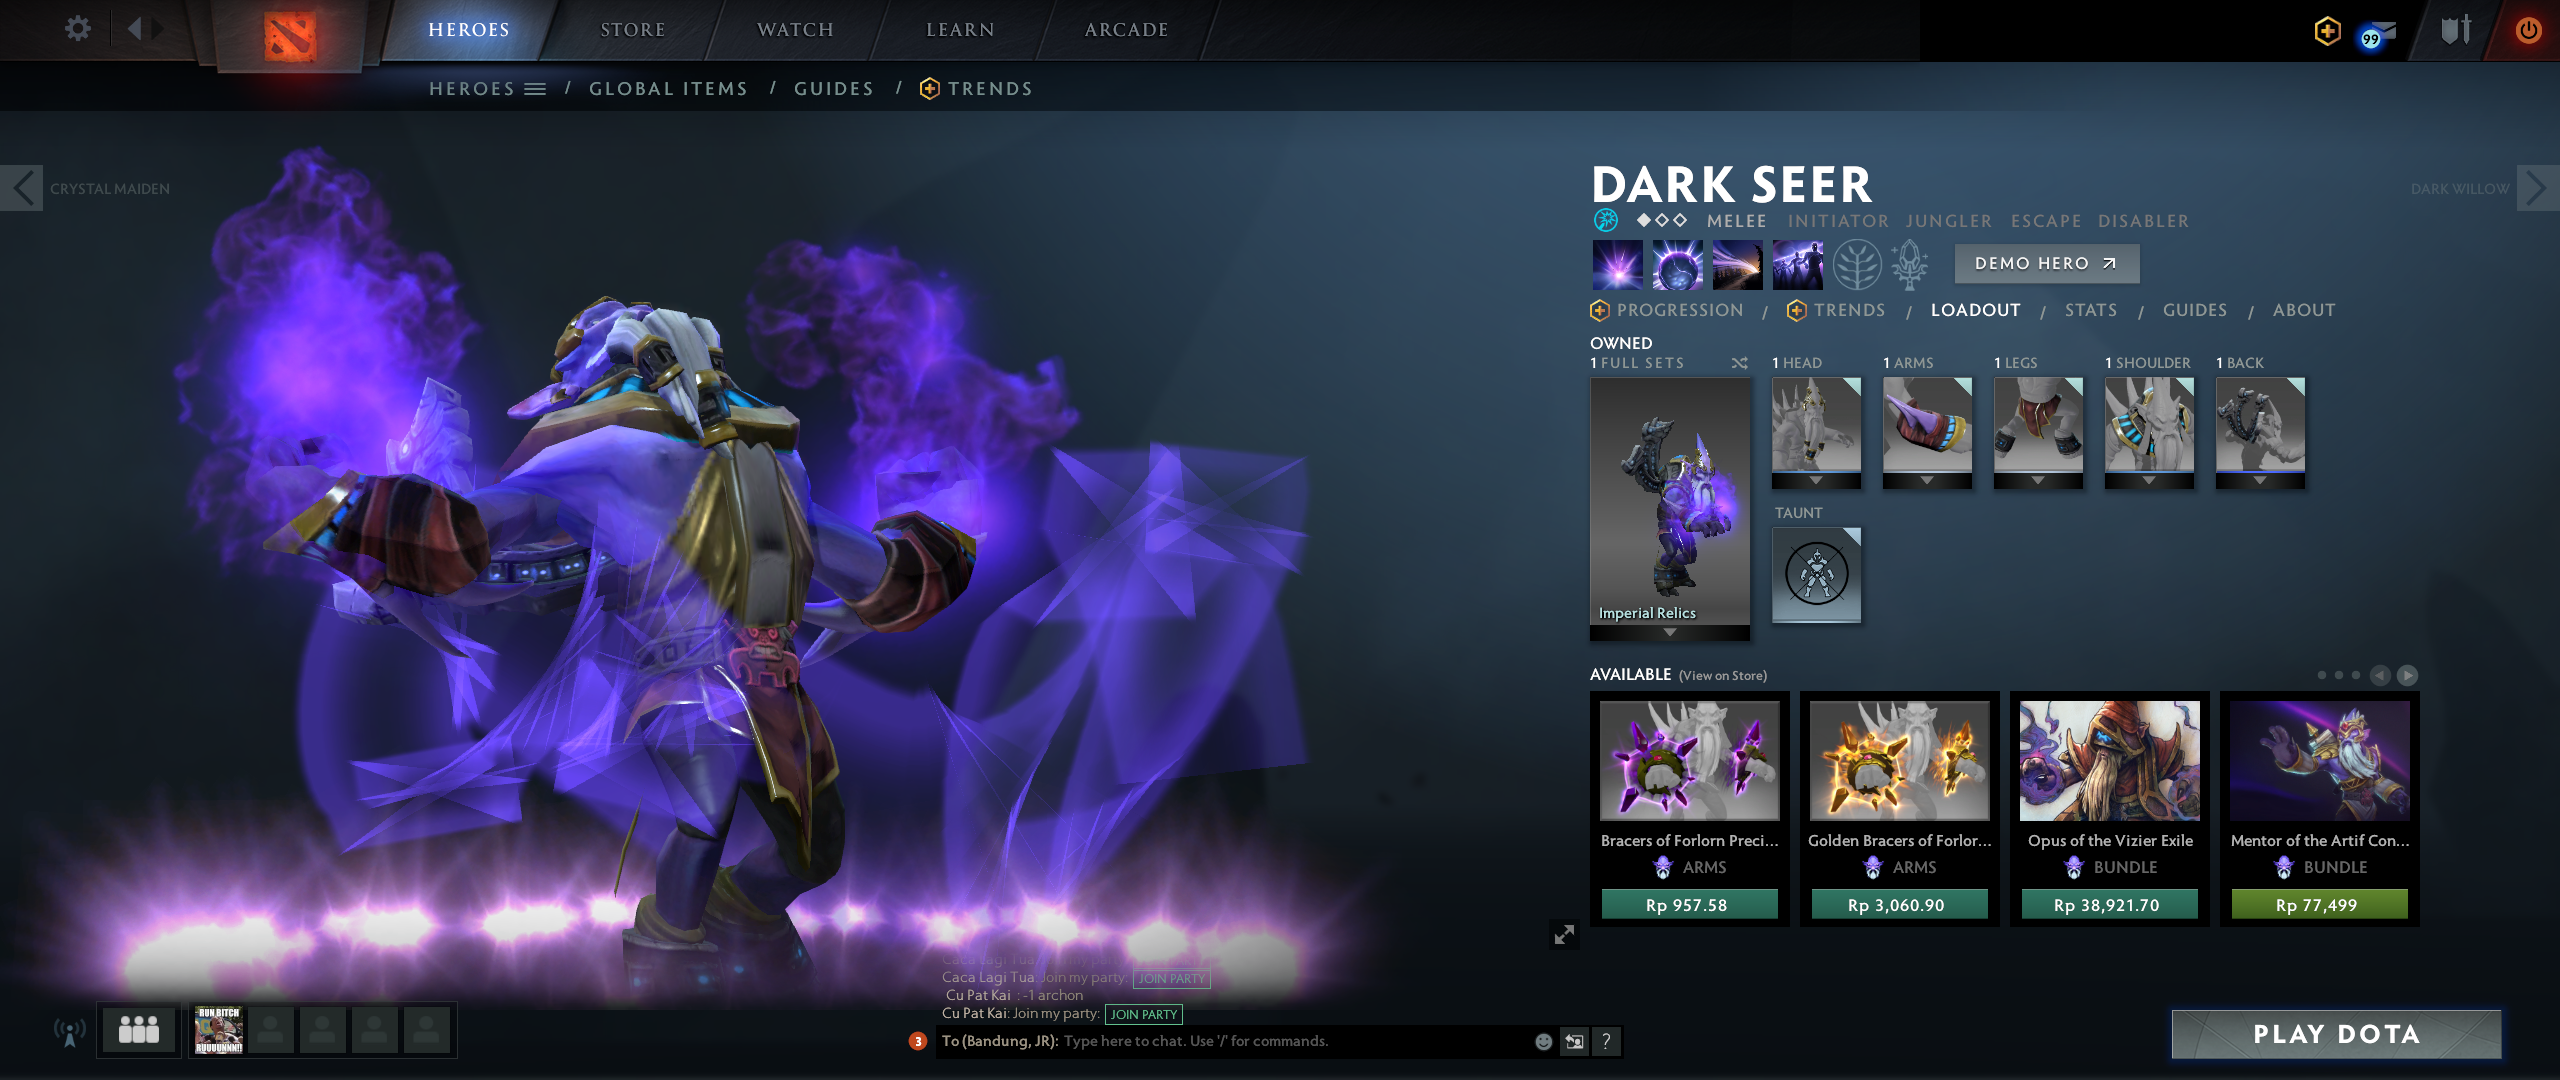 HEROES
STORE
WATCH
LEARN
ARCADE
99
HEROES / GLOBAL ITEMS / GUIDES / TRENDS
CRYSTAL MAIDEN
DARK WILLOW
DARK SEER
MELEE INITIATOR JUNGLER ESCAPE DISABLER
DEMO HERO
PROGRESSION / TRENDS / LOADOUT / STATS / GUIDES / ABOUT
OWNED
1 FULL SETS
1 HEAD
1 ARMS
1 LEGS
1 SHOULDER
1 BACK
Imperial Relics
TAUNT
AVAILABLE (View on Store)
Bracers of Forlorn Preci...
ARMS
Rp 957.58
Golden Bracers of Forlor...
ARMS
Rp 3,060.90
Opus of the Vizier Exile
BUNDLE
Rp 38,921.70
Mentor of the Artif Con...
BUNDLE
Rp 77,499
Caca Lagi Tua: Join my party: JOIN PARTY
Cu Pat Kai : -1 archon
Cu Pat Kai: Join my party: JOIN PARTY
3
To (Bandung, JR): Type here to chat. Use '/' for commands.
?
RUN BITCH
RUUUUNNN!!
PLAY DOTA